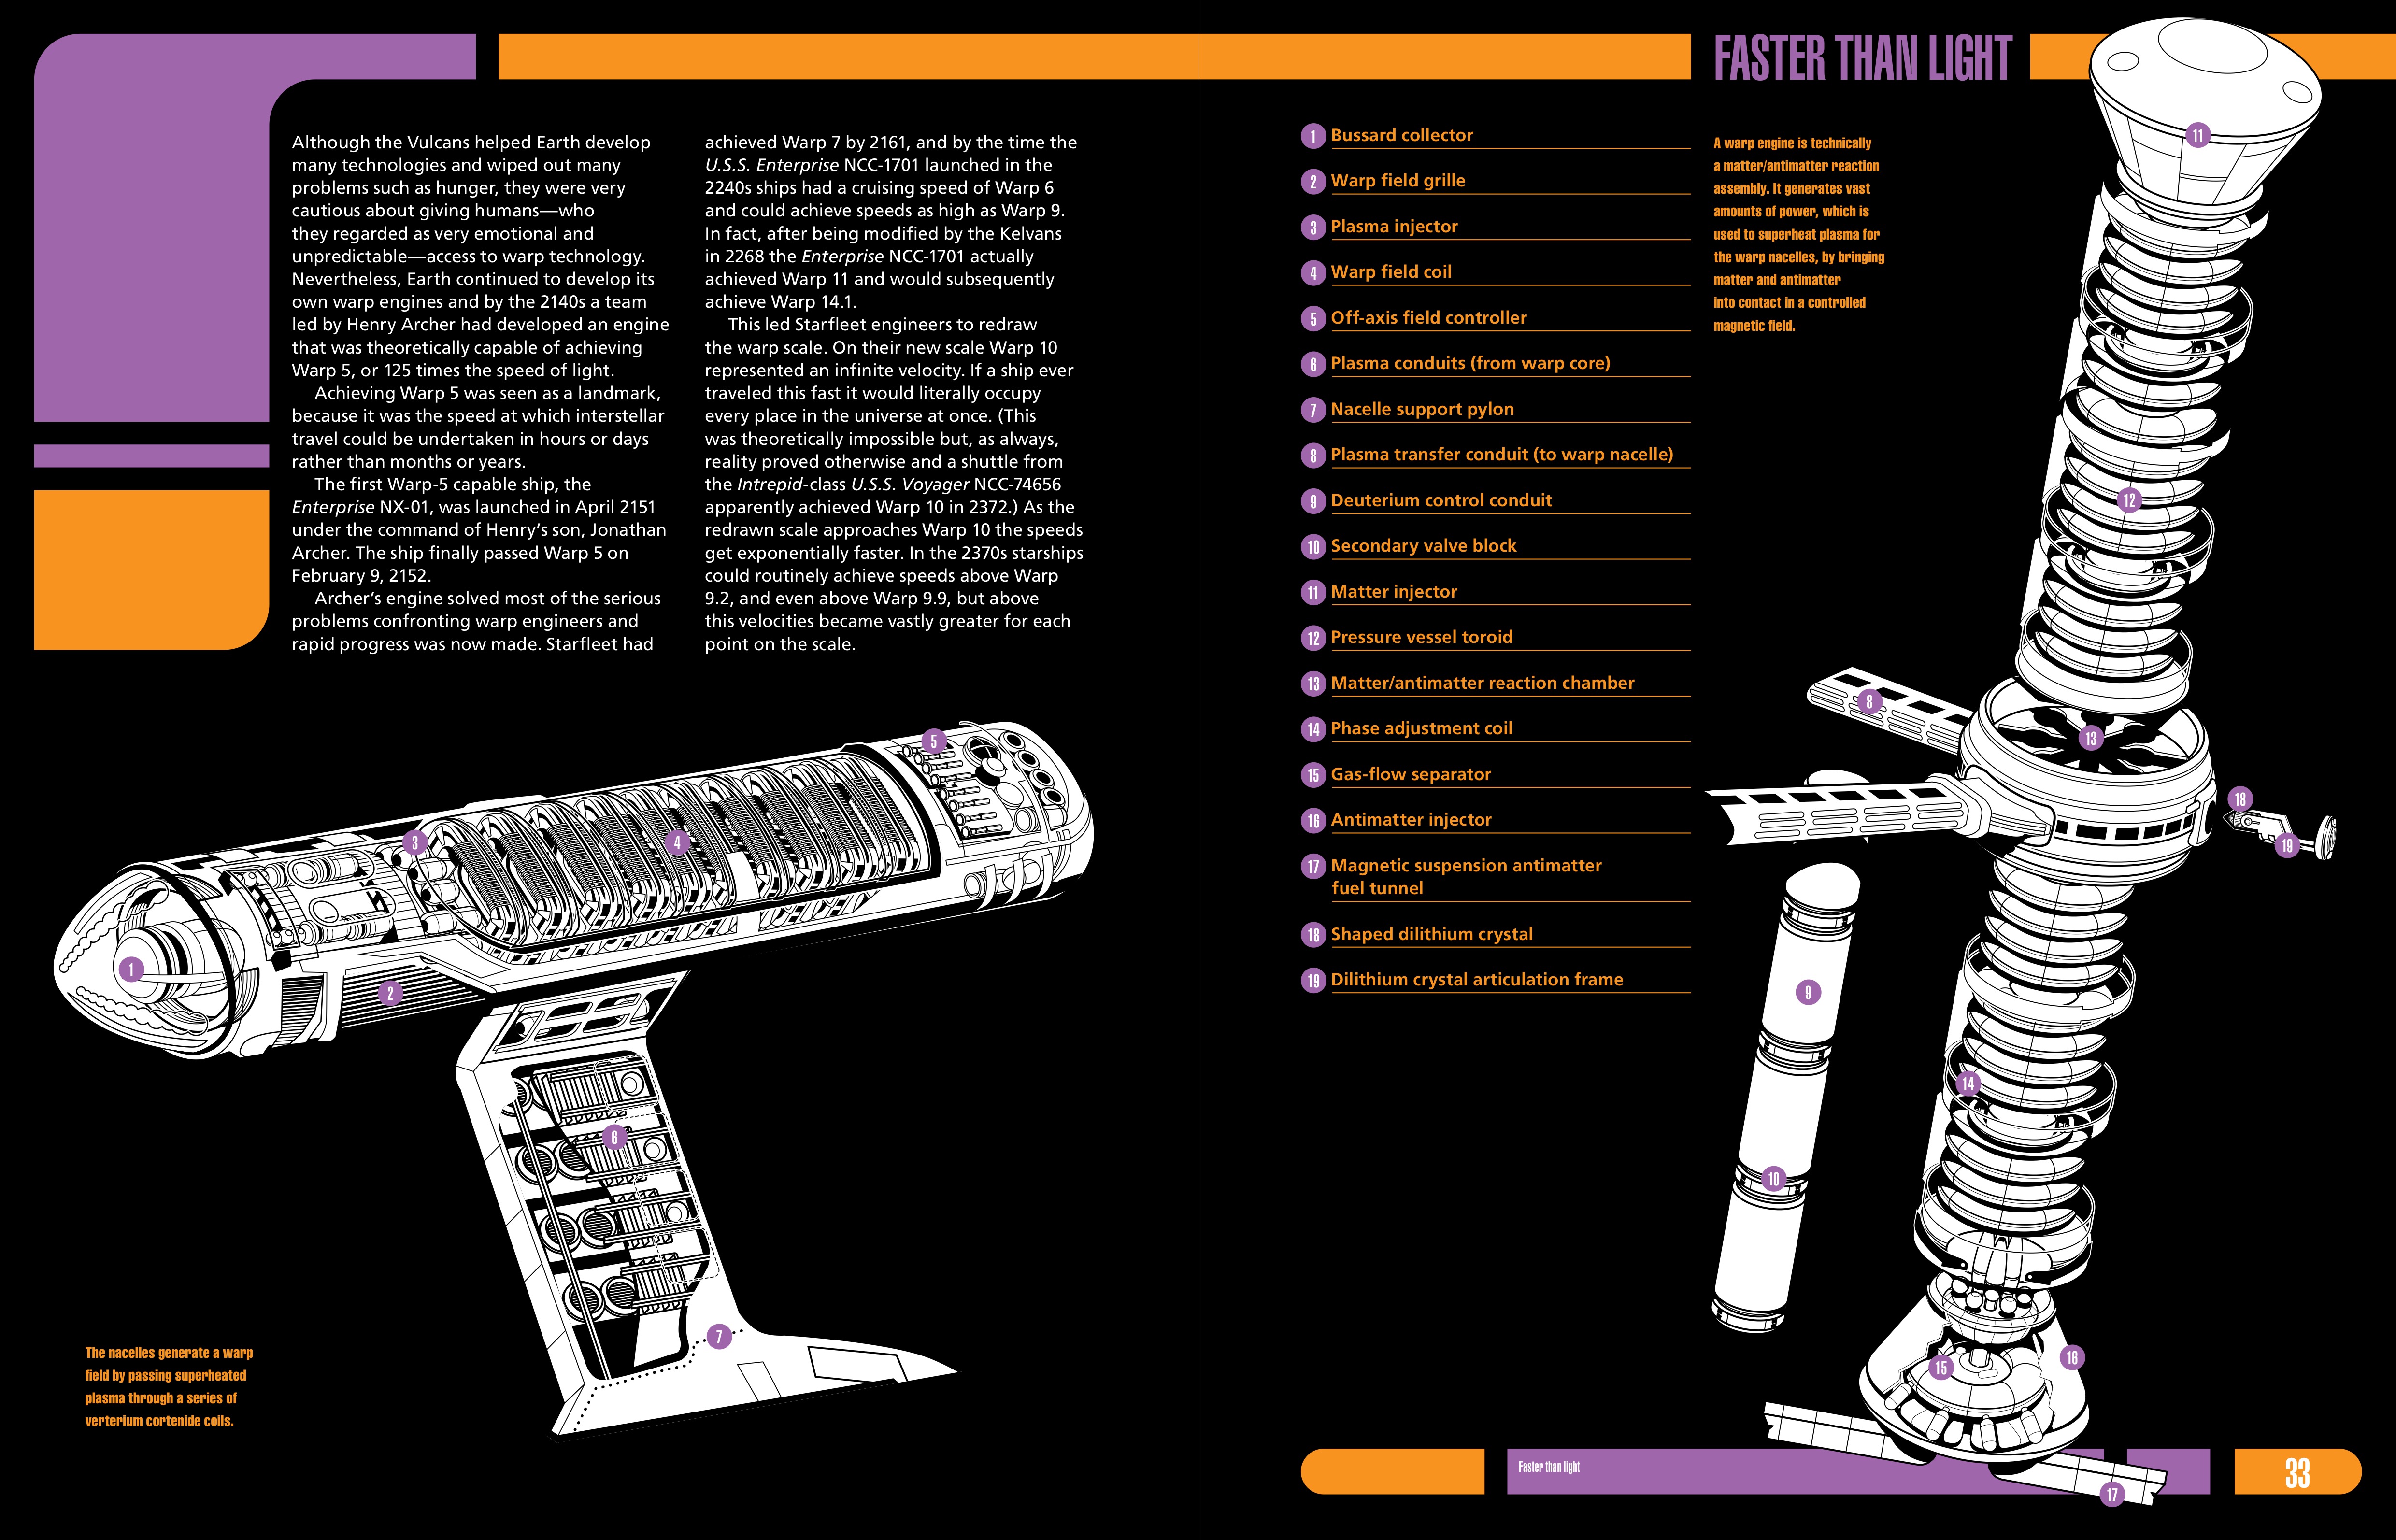 FASTER THAN LIGHT
Although the Vulcans helped Earth develop
many technologies and wiped out many
problems such as hunger, they were very
cautious about giving humans—who
they regarded as very emotional and
unpredictable—access to warp technology.
Nevertheless, Earth continued to develop its
own warp engines and by the 2140s a team
led by Henry Archer had developed an engine
that was theoretically capable of achieving
Warp 5, or 125 times the speed of light.
Achieving Warp 5 was seen as a landmark,
because it was the speed at which interstellar
travel could be undertaken in hours or days
rather than months or years.
The first Warp-5 capable ship, the
Enterprise NX-01, was launched in April 2151
under the command of Henry’s son, Jonathan
Archer. The ship finally passed Warp 5 on
February 9, 2152.
Archer’s engine solved most of the serious
problems confronting warp engineers and
rapid progress was now made. Starfleet had
achieved Warp 7 by 2161, and by the time the
U.S.S. Enterprise NCC-1701 launched in the
2240s ships had a cruising speed of Warp 6
and could achieve speeds as high as Warp 9.
In fact, after being modified by the Kelvans
in 2268 the Enterprise NCC-1701 actually
achieved Warp 11 and would subsequently
achieve Warp 14.1.
This led Starfleet engineers to redraw
the warp scale. On their new scale Warp 10
represented an infinite velocity. If a ship ever
traveled this fast it would literally occupy
every place in the universe at once. (This
was theoretically impossible but, as always,
reality proved otherwise and a shuttle from
the Intrepid-class U.S.S. Voyager NCC-74656
apparently achieved Warp 10 in 2372.) As the
redrawn scale approaches Warp 10 the speeds
get exponentially faster. In the 2370s starships
could routinely achieve speeds above Warp
9.2, and even above Warp 9.9, but above
this velocities became vastly greater for each
point on the scale.
1
2
3
4
5
6
7
The nacelles generate a warp
field by passing superheated
plasma through a series of
verterium cortenide coils.
1 Bussard collector
2 Warp field grille
3 Plasma injector
4 Warp field coil
5 Off-axis field controller
6 Plasma conduits (from warp core)
7 Nacelle support pylon
8 Plasma transfer conduit (to warp nacelle)
9 Deuterium control conduit
10 Secondary valve block
11 Matter injector
12 Pressure vessel toroid
13 Matter/antimatter reaction chamber
14 Phase adjustment coil
15 Gas-flow separator
16 Antimatter injector
17 Magnetic suspension antimatter
fuel tunnel
18 Shaped dilithium crystal
19 Dilithium crystal articulation frame
A warp engine is technically
a matter/antimatter reaction
assembly. It generates vast
amounts of power, which is
used to superheat plasma for
the warp nacelles, by bringing
matter and antimatter
into contact in a controlled
magnetic field.
11
12
8
13
18
19
9
14
10
15
16
17
Faster than light
33